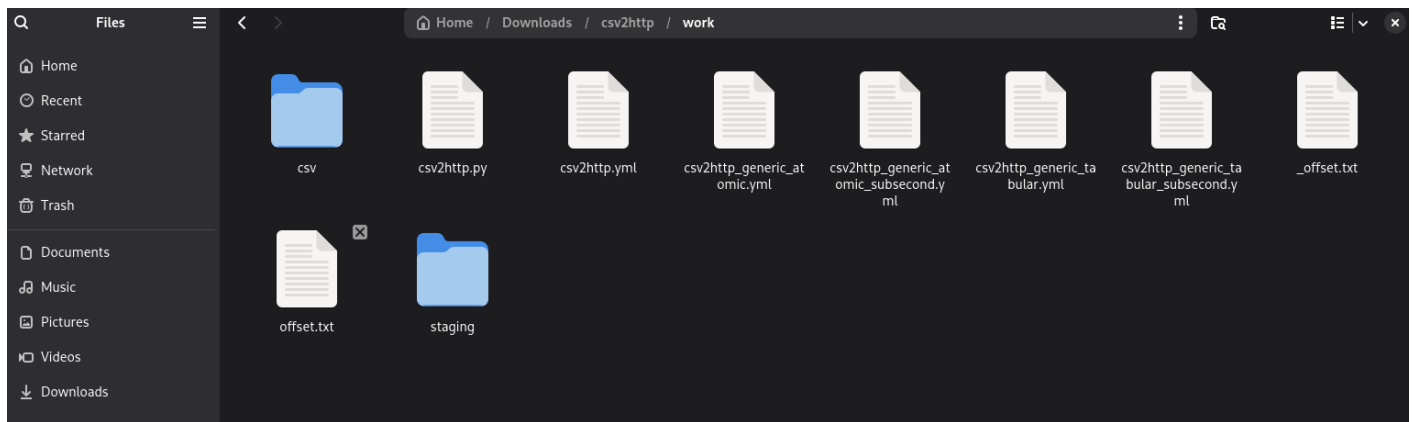 Files
Home / Downloads / csv2http / work
Home
Recent
Starred
Network
Trash
Documents
Music
Pictures
Videos
Downloads
csv
csv2http.py
csv2http.yml
csv2http_generic_at
omic.yml
csv2http_generic_at
omic_subsecond.y
ml
csv2http_generic_ta
bular.yml
csv2http_generic_ta
bular_subsecond.y
ml
_offset.txt
offset.txt
staging